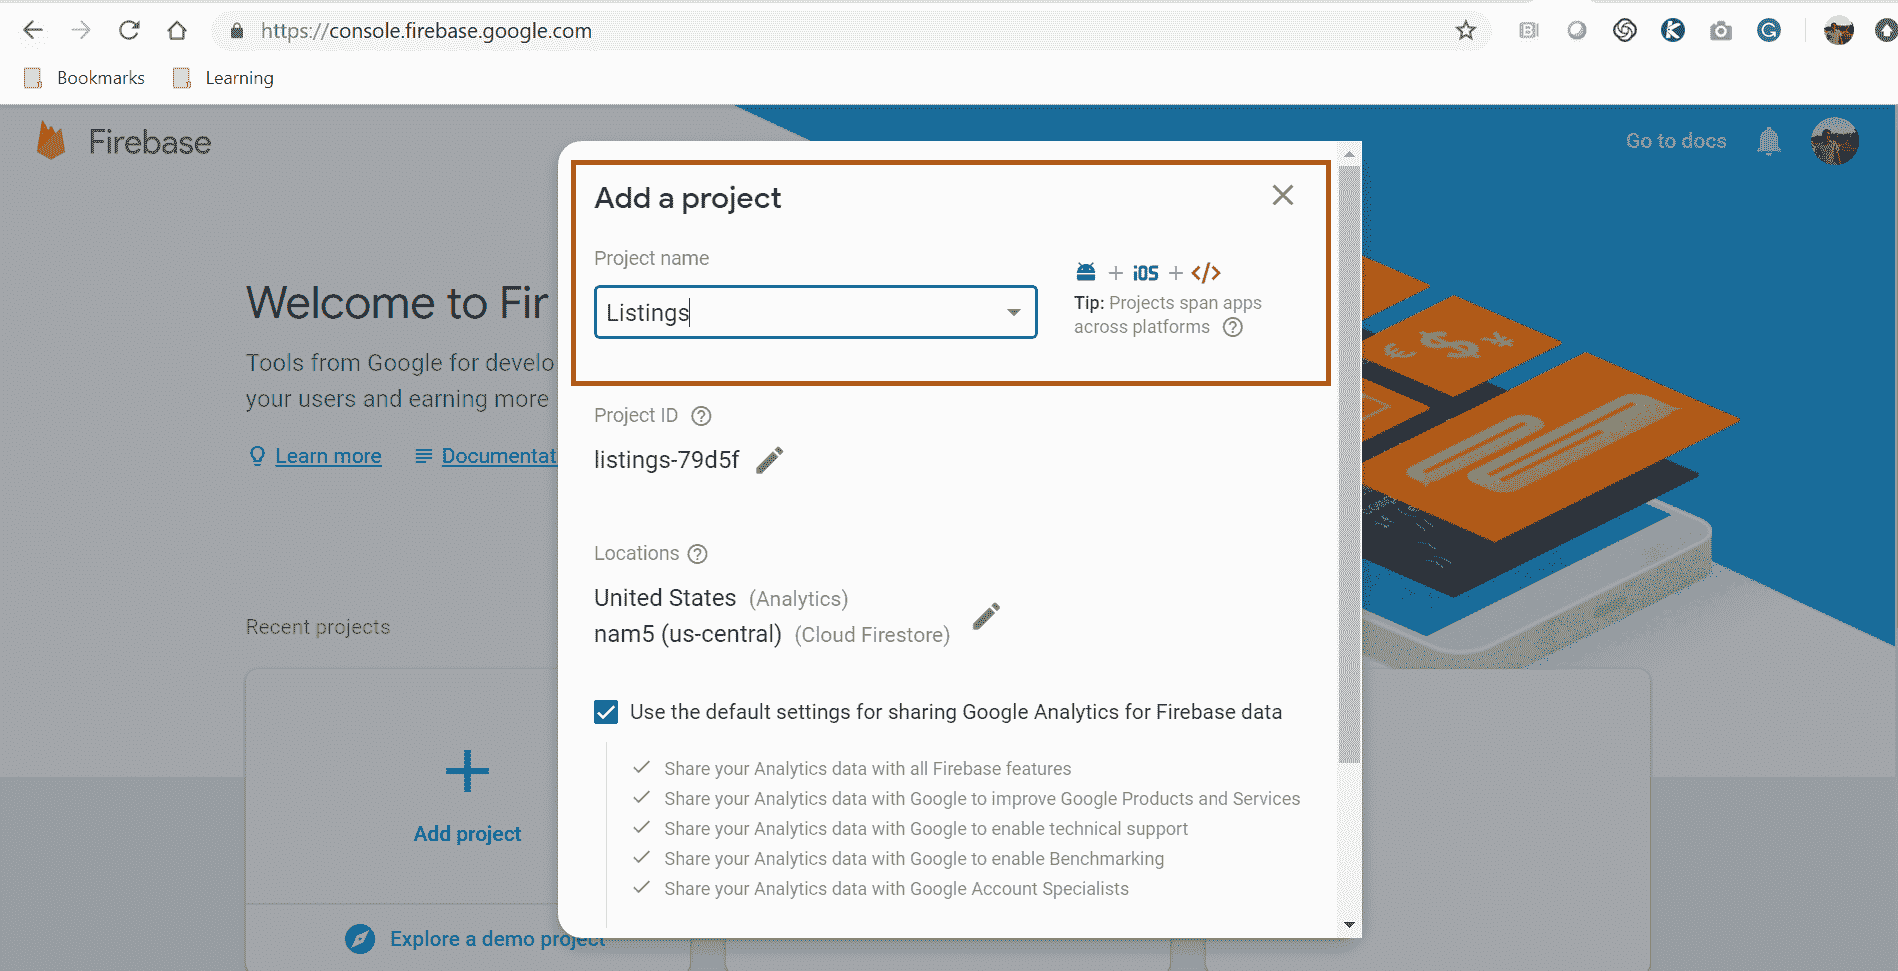 https://console.firebase.google.com
Bookmarks
Learning
Firebase
Go to docs
Welcome to Fir
Tools from Google for develo
your users and earning more
Learn more
Documentat
Recent projects
Add project
Explore a demo project
Add a project
Project name
Listings
+ iOS + </>
Tip: Projects span apps
across platforms ?
Project ID ?
listings-79d5f
Locations ?
United States (Analytics)
nam5 (us-central) (Cloud Firestore)
Use the default settings for sharing Google Analytics for Firebase data
Share your Analytics data with all Firebase features
Share your Analytics data with Google to improve Google Products and Services
Share your Analytics data with Google to enable technical support
Share your Analytics data with Google to enable Benchmarking
Share your Analytics data with Google Account Specialists